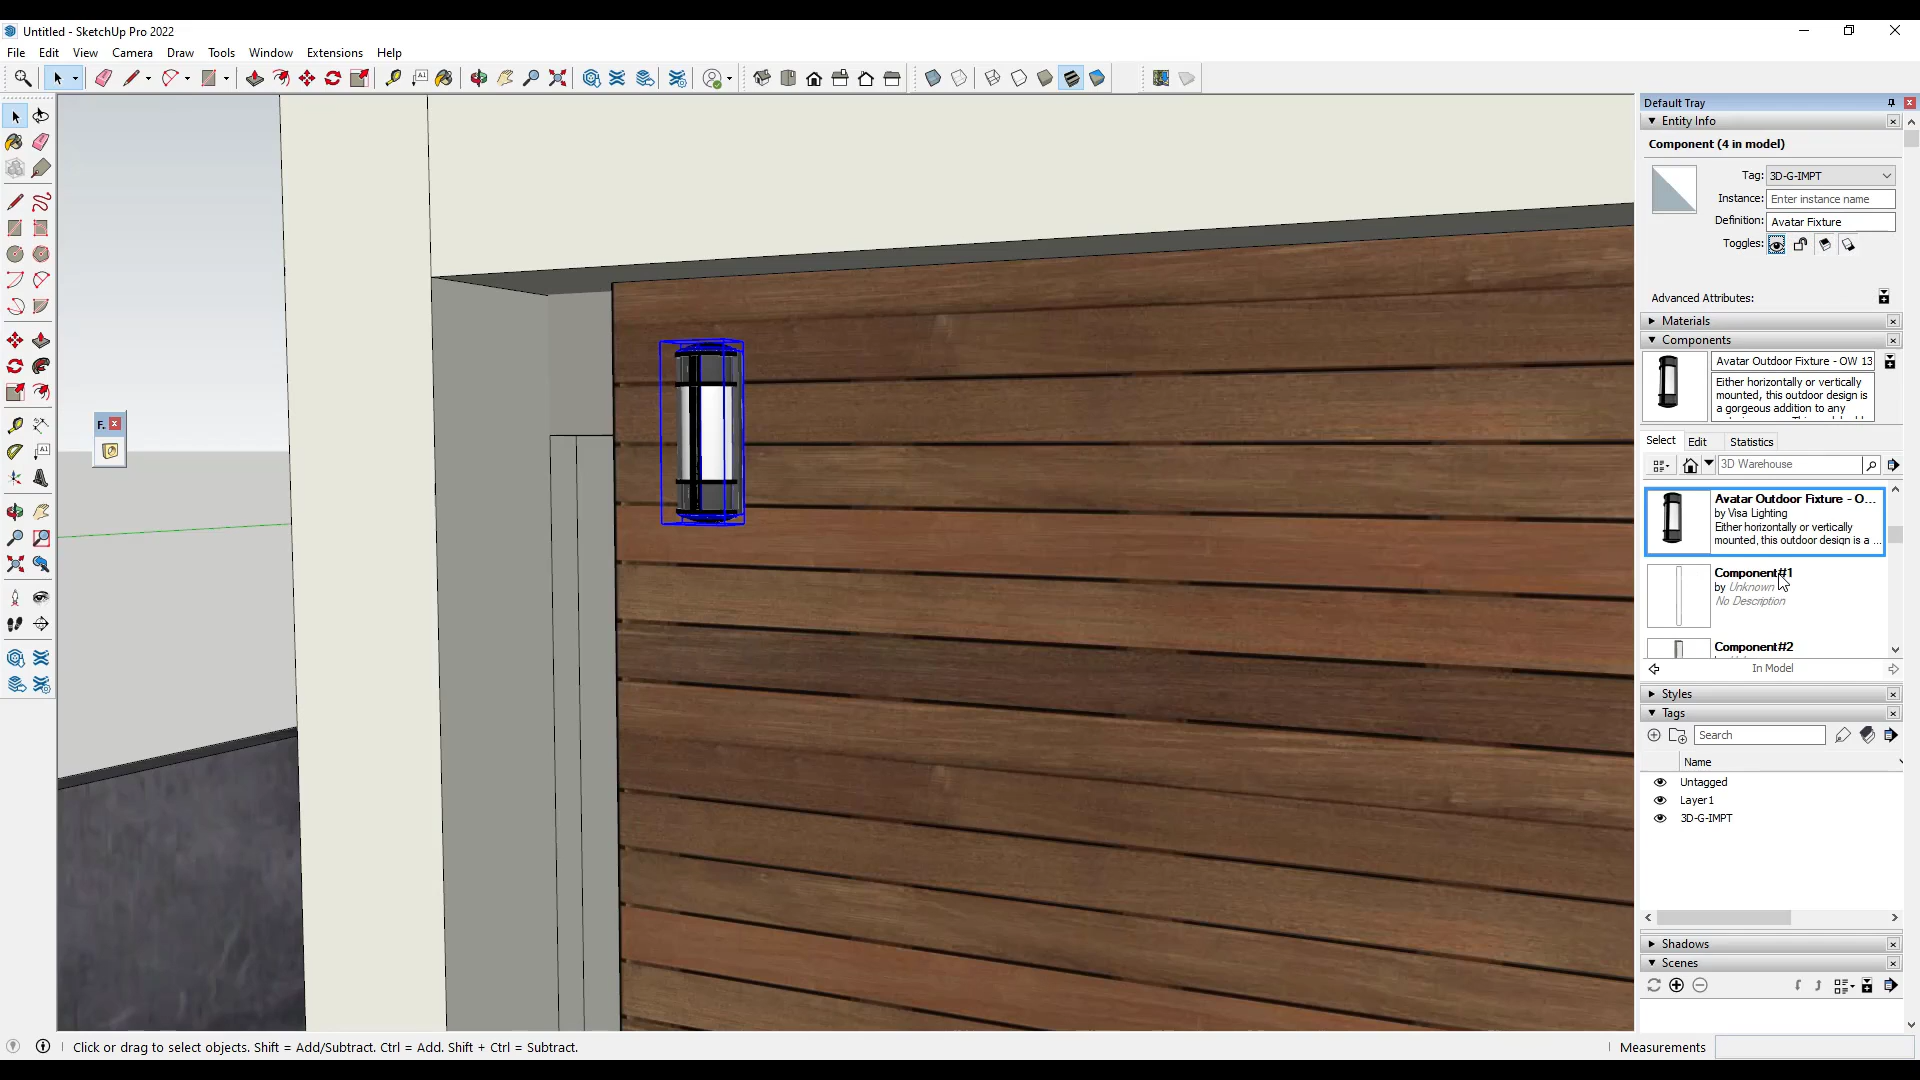 Untitled - SketchUp Pro 2022
File Edit View Camera Draw Tools Window Extensions Help
Default Tray
Entity Info
Component (4 in model)
Tag: 3D-G-IMPT
Instance: Enter instance name
Definition: Avatar Fixture
Toggles:
Advanced Attributes:
Materials
Components
Avatar Outdoor Fixture - OW 13
Either horizontally or vertically
mounted, this outdoor design is
a gorgeous addition to any
F.
Select Edit Statistics
3D Warehouse
Avatar Outdoor Fixture - O...
by Visa Lighting
Either horizontally or vertically
mounted, this outdoor design is a ...
Component#1
by Unknown
No Description
Component#2
In Model
Styles
Tags
Search
Name
Untagged
Layer1
3D-G-IMPT
Shadows
Scenes
Click or drag to select objects. Shift = Add/Subtract. Ctrl = Add. Shift + Ctrl = Subtract.
Measurements